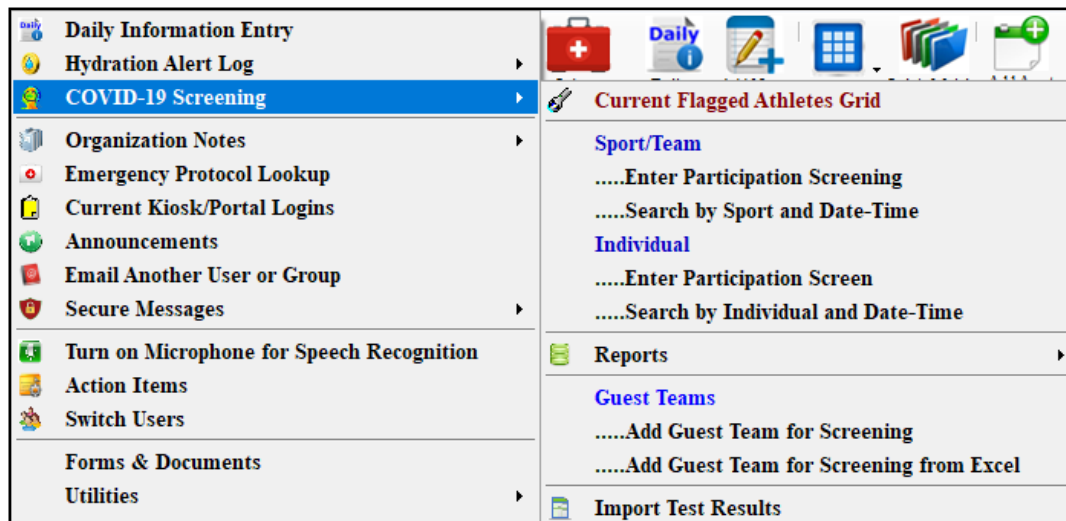 Daily Information Entry
Hydration Alert Log
COVID-19 Screening
Organization Notes
Emergency Protocol Lookup
Current Kiosk/Portal Logins
Announcements
Email Another User or Group
Secure Messages
Turn on Microphone for Speech Recognition
Action Items
Switch Users
Forms & Documents
Utilities
Daily
Current Flagged Athletes Grid
Sport/Team
.....Enter Participation Screening
.....Search by Sport and Date-Time
Individual
.....Enter Participation Screen
.....Search by Individual and Date-Time
Reports
Guest Teams
.....Add Guest Team for Screening
.....Add Guest Team for Screening from Excel
Import Test Results